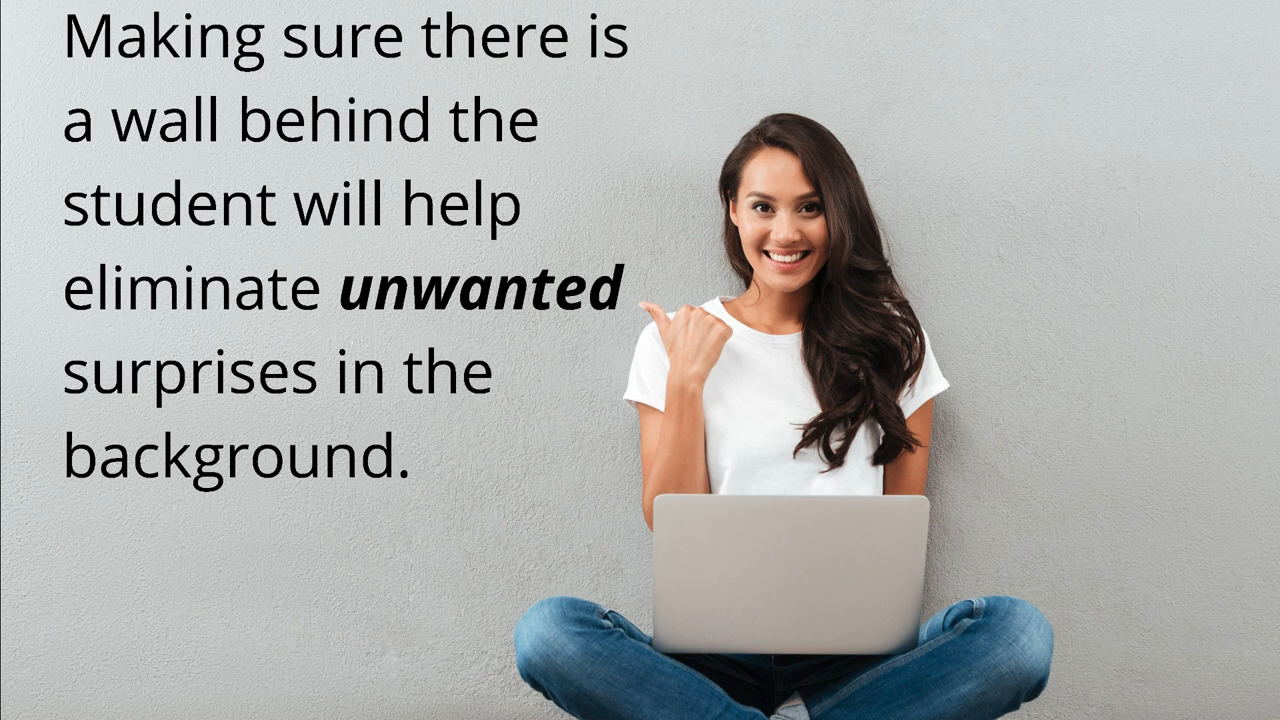 Making sure there is
a wall behind the
student will help
eliminate unwanted
surprises in the
background.